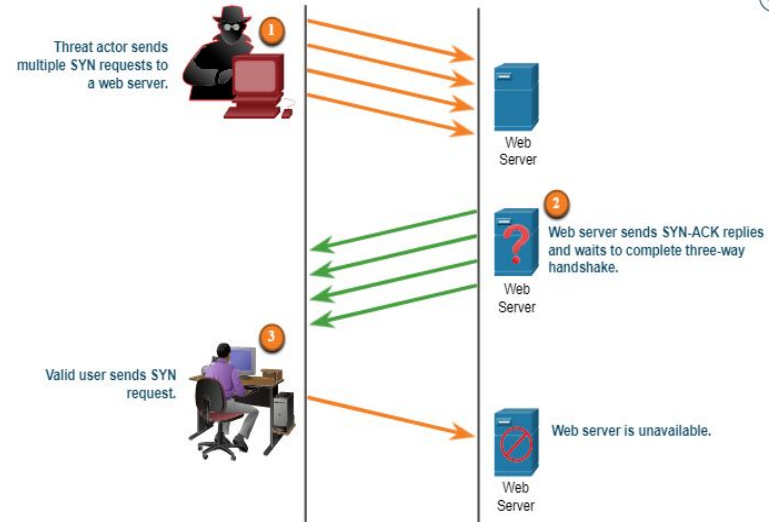 1
Threat actor sends
multiple SYN requests to
a web server.
Web
Server
2
Web server sends SYN-ACK replies
and waits to complete three-way
handshake.
?
Web
Server
3
Valid user sends SYN
request.
Web server is unavailable.
Web
Server